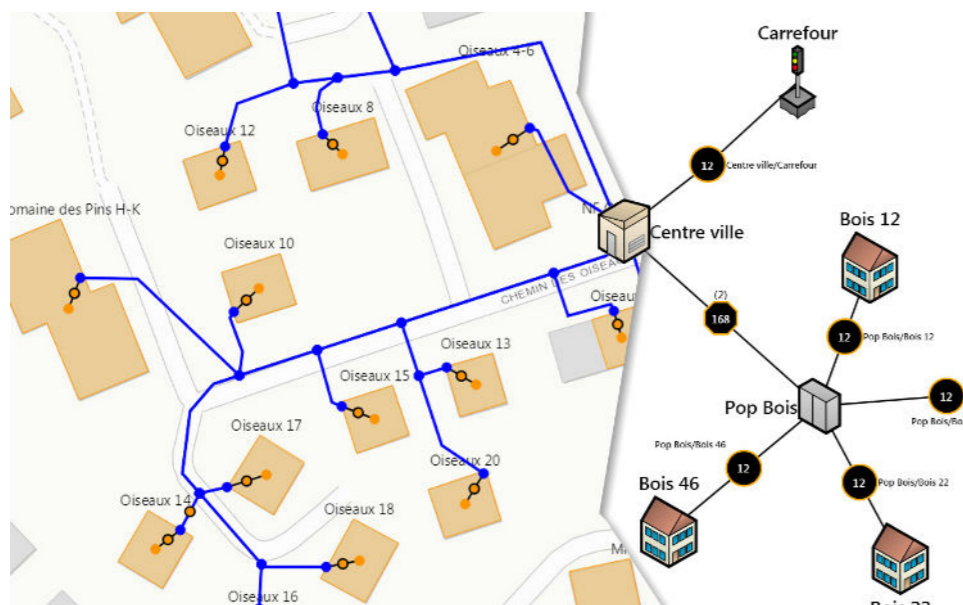 Carrefour
Oiseaux 4-6
Oiseaux 8
Oiseaux 12
12
Centre ville/Carrefour
omaine des Pins H-K
Bois 12
Centre ville
Oiseaux 10
CHEMIN DES OISEA
(2)
168
Oiseau
12
Pop Bois/Bois 12
Oiseaux 13
Oiseaux 15
12
Pop Bois
Pop Bois/Bo
Oiseaux 17
Pop Bois/Bois 46
Oiseaux 20
12
12
Pop Bois/Bois 22
Bois 46
Oiseaux 14
Oiseaux 18
Oiseaux 16